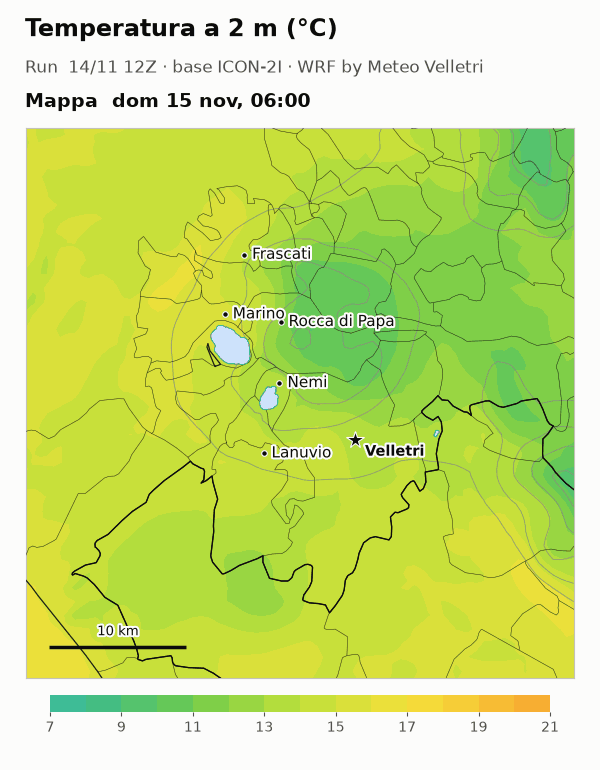 Temperatura a 2 m (°C)
Run 14/11 12Z · base ICON-2I · WRF by Meteo Velletri
Mappa dom 15 nov, 06:00
Frascati
Marino
Rocca di Papa
Nemi
Velletri
Lanuvio
10 km
7 9 11 13 15 17 19 21